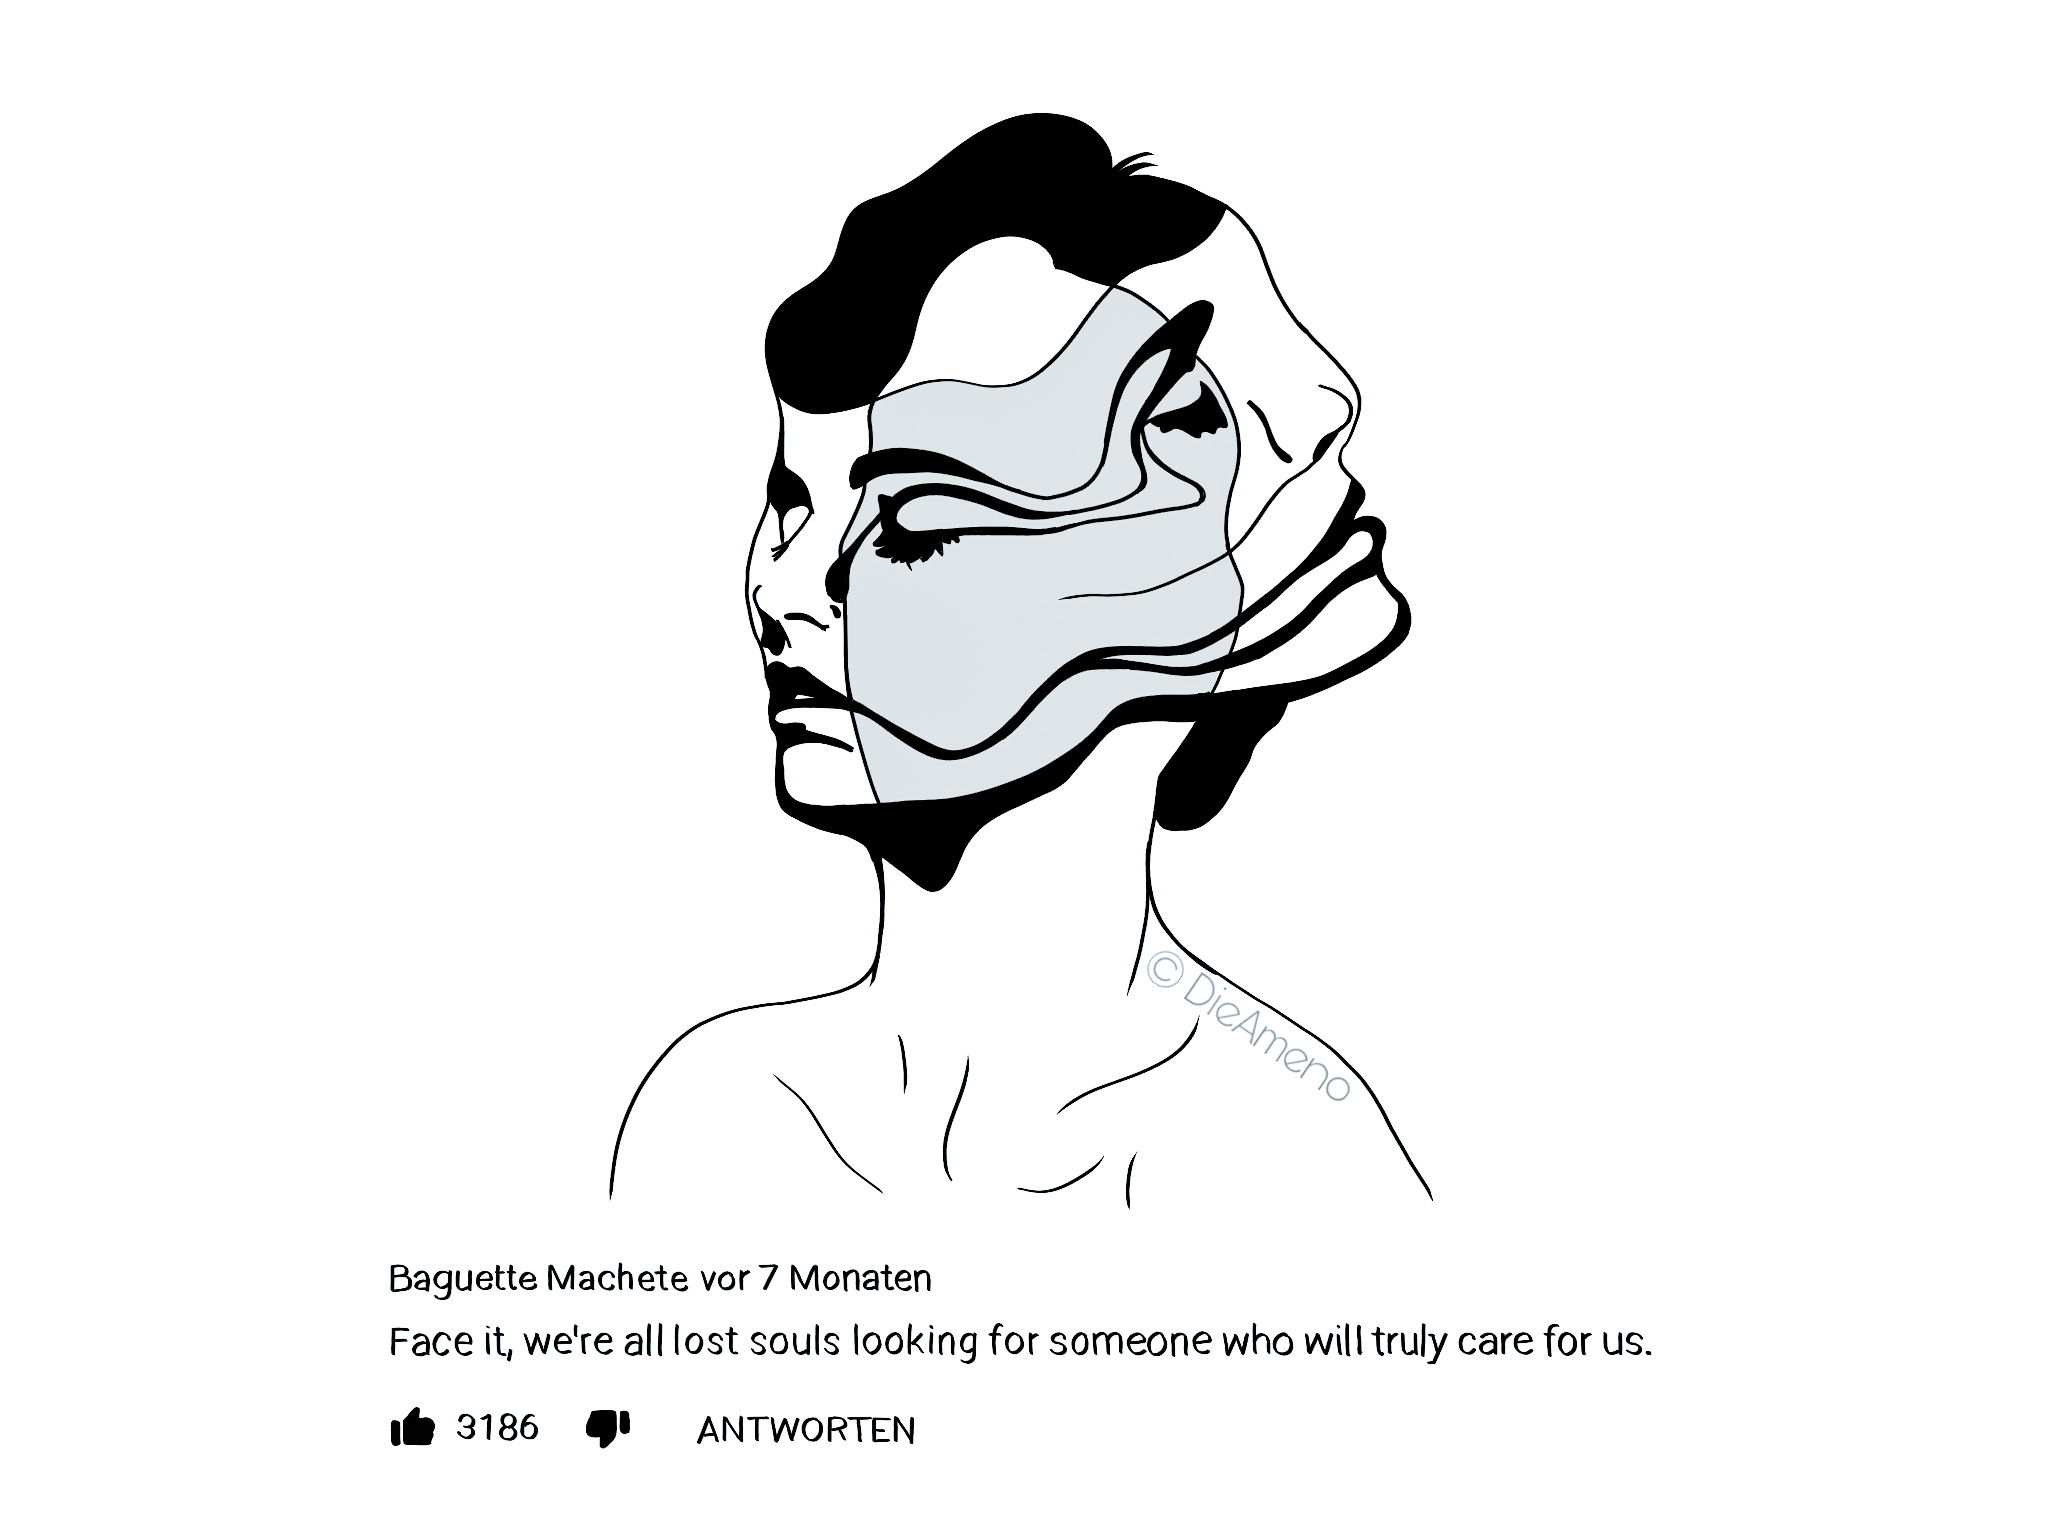 © DieAmeno
Baguette Machete vor 7 Monaten
Face it, we're all lost souls looking for someone who will truly care for us.
3186 ANTWORTEN